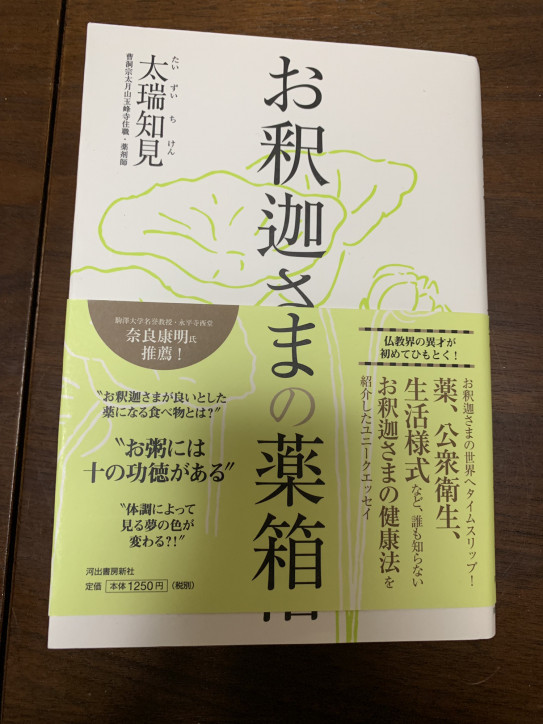 お釈迦さまの薬箱
たい ずい ち けん
太瑞知見
曹洞宗太月山玉峰寺住職・薬剤師
仏教界の異才が
初めてひもとく!
お釈迦さまの世界へタイムスリップ!
薬、公衆衛生、
生活様式など、誰も知らない
お釈迦さまの健康法を
紹介したユニークエッセイ
駒澤大学名誉教授・永平寺西堂
奈良康明氏
推薦!
〝お釈迦さまが良いとした
薬になる食べ物とは?〟
〝お粥には
十の功徳がある〟
〝体調によって
見る夢の色が
変わる?!〟
河出書房新社
定価 本体1250円(税別)